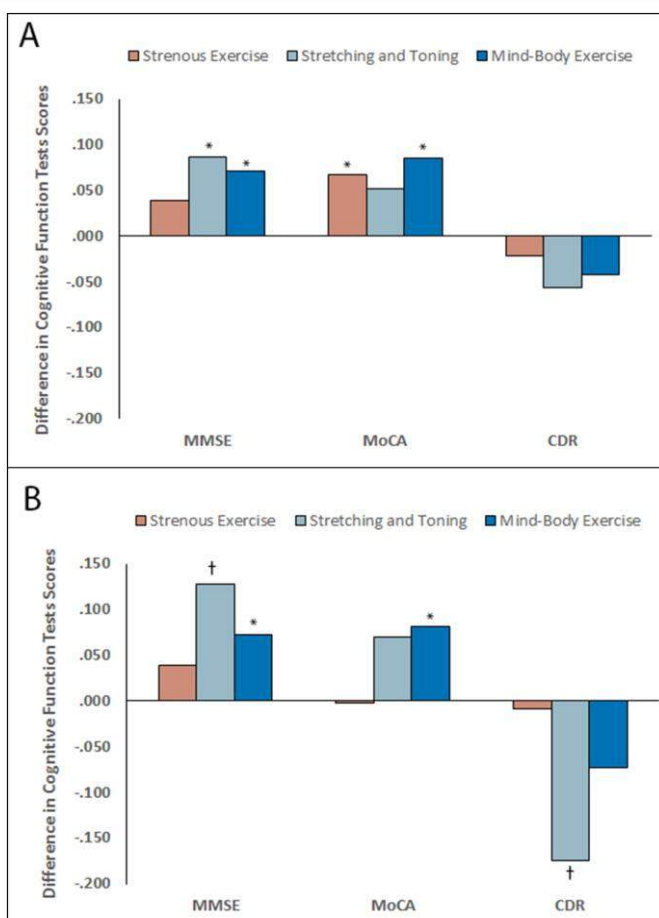 A
Strenous Exercise Stretching and Toning Mind-Body Exercise
Difference in Cognitive Function Tests Scores
.150
* *
.100 *
*
.050
.000
-.050
-.100
-.150
-.200
MMSE MoCA CDR
B
Strenous Exercise Stretching and Toning Mind-Body Exercise
Difference in Cognitive Function Tests Scores
.150
†
.100
* *
.050
.000
-.050
-.100
-.150
-.200
†
MMSE MoCA CDR